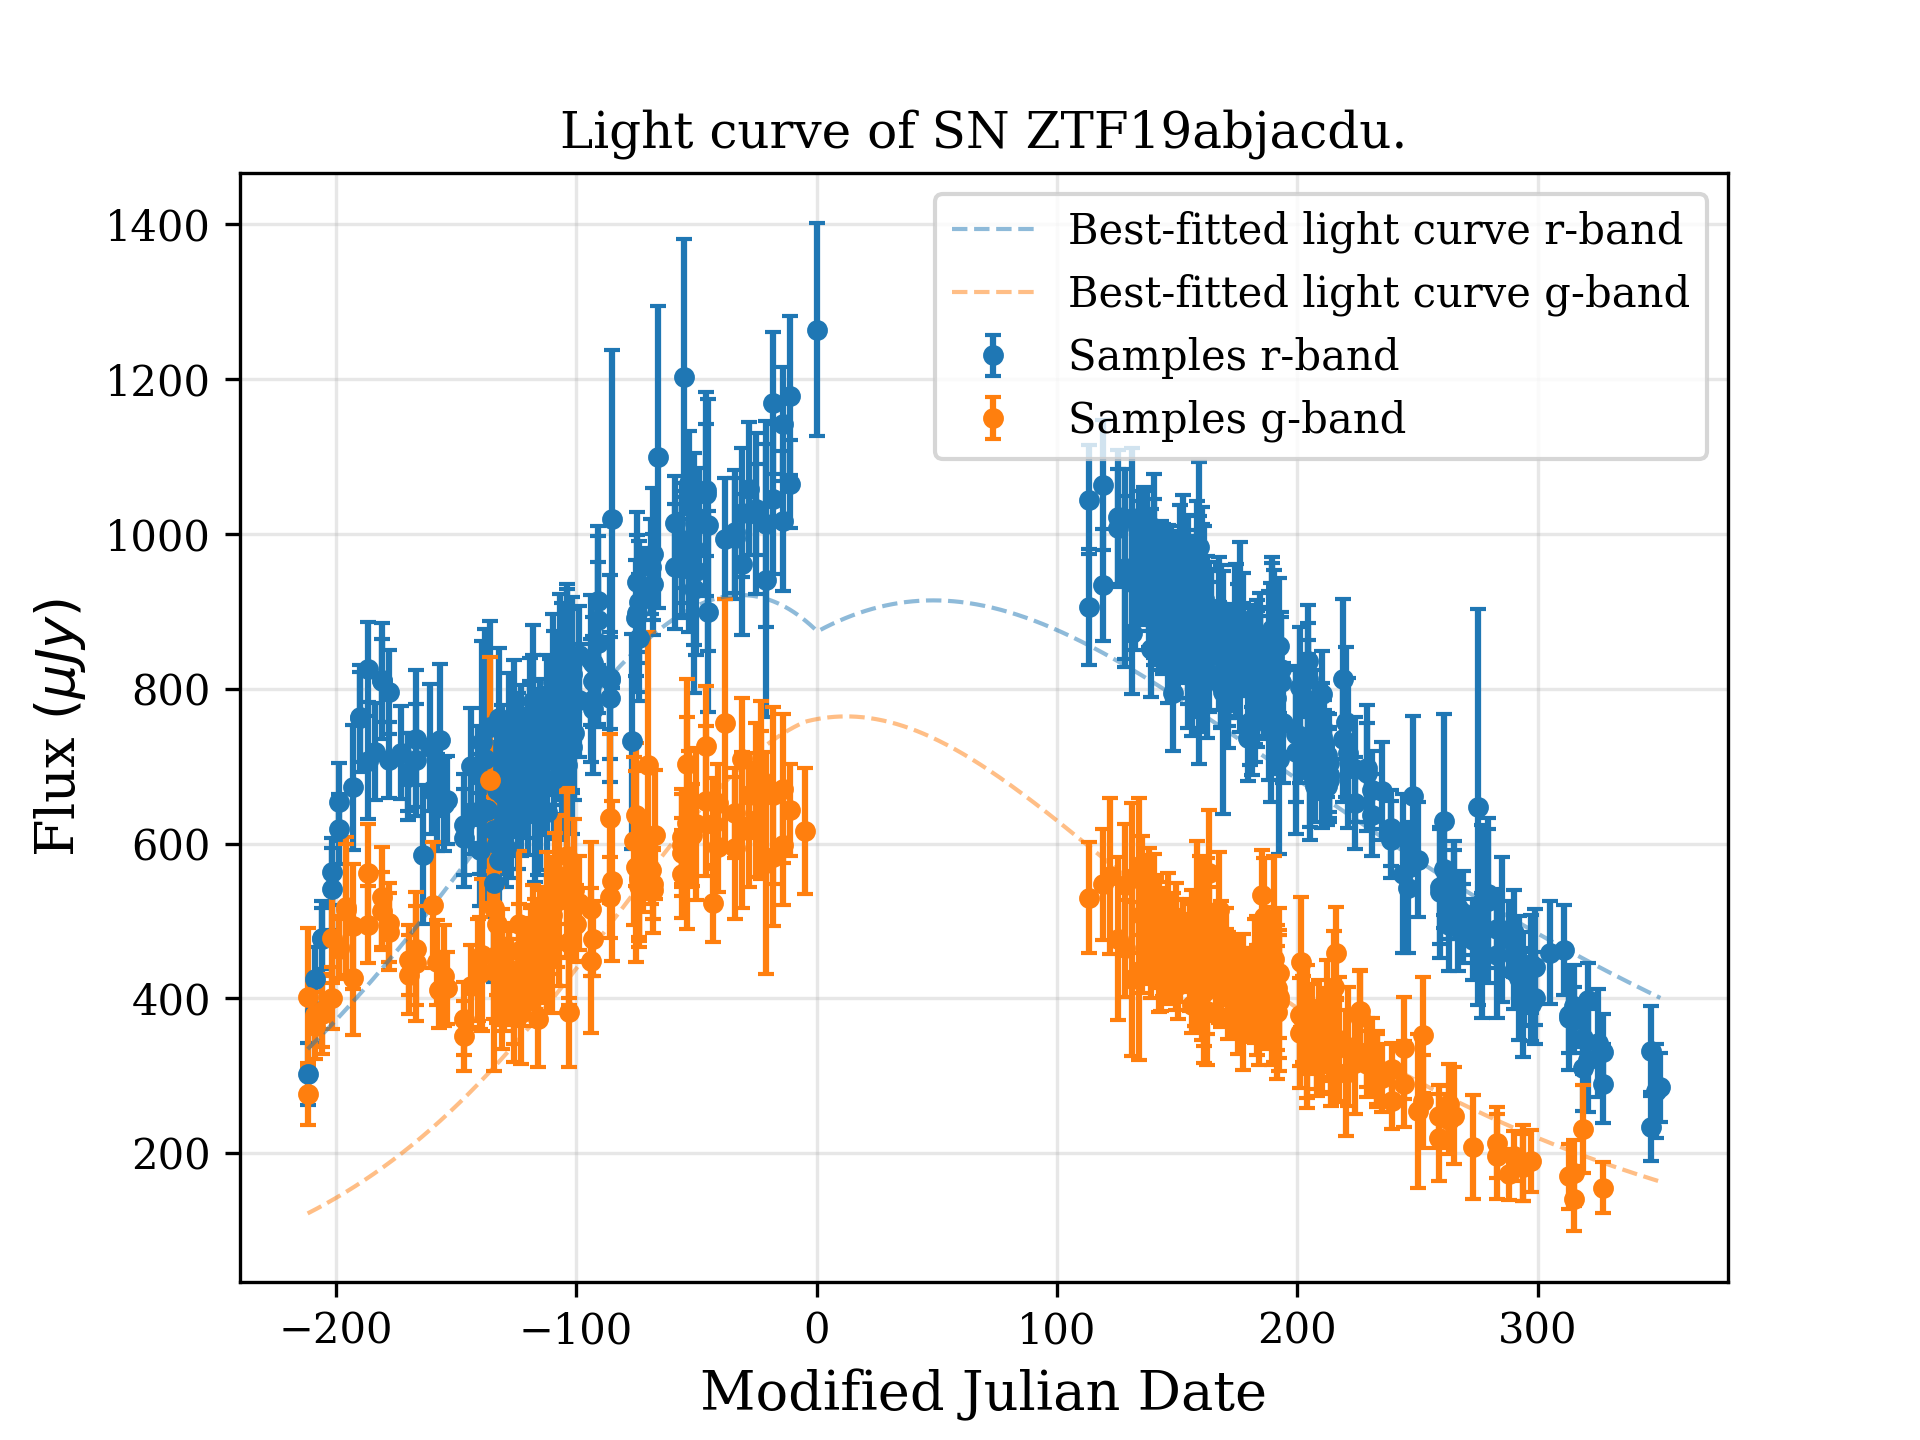 Light curve of SN ZTF19abjacdu.
1400
1200
1000
800
600
400
200
Flux (μJy)
Best-fitted light curve r-band
Best-fitted light curve g-band
Samples r-band
Samples g-band
−200 −100 0 100 200 300
Modified Julian Date